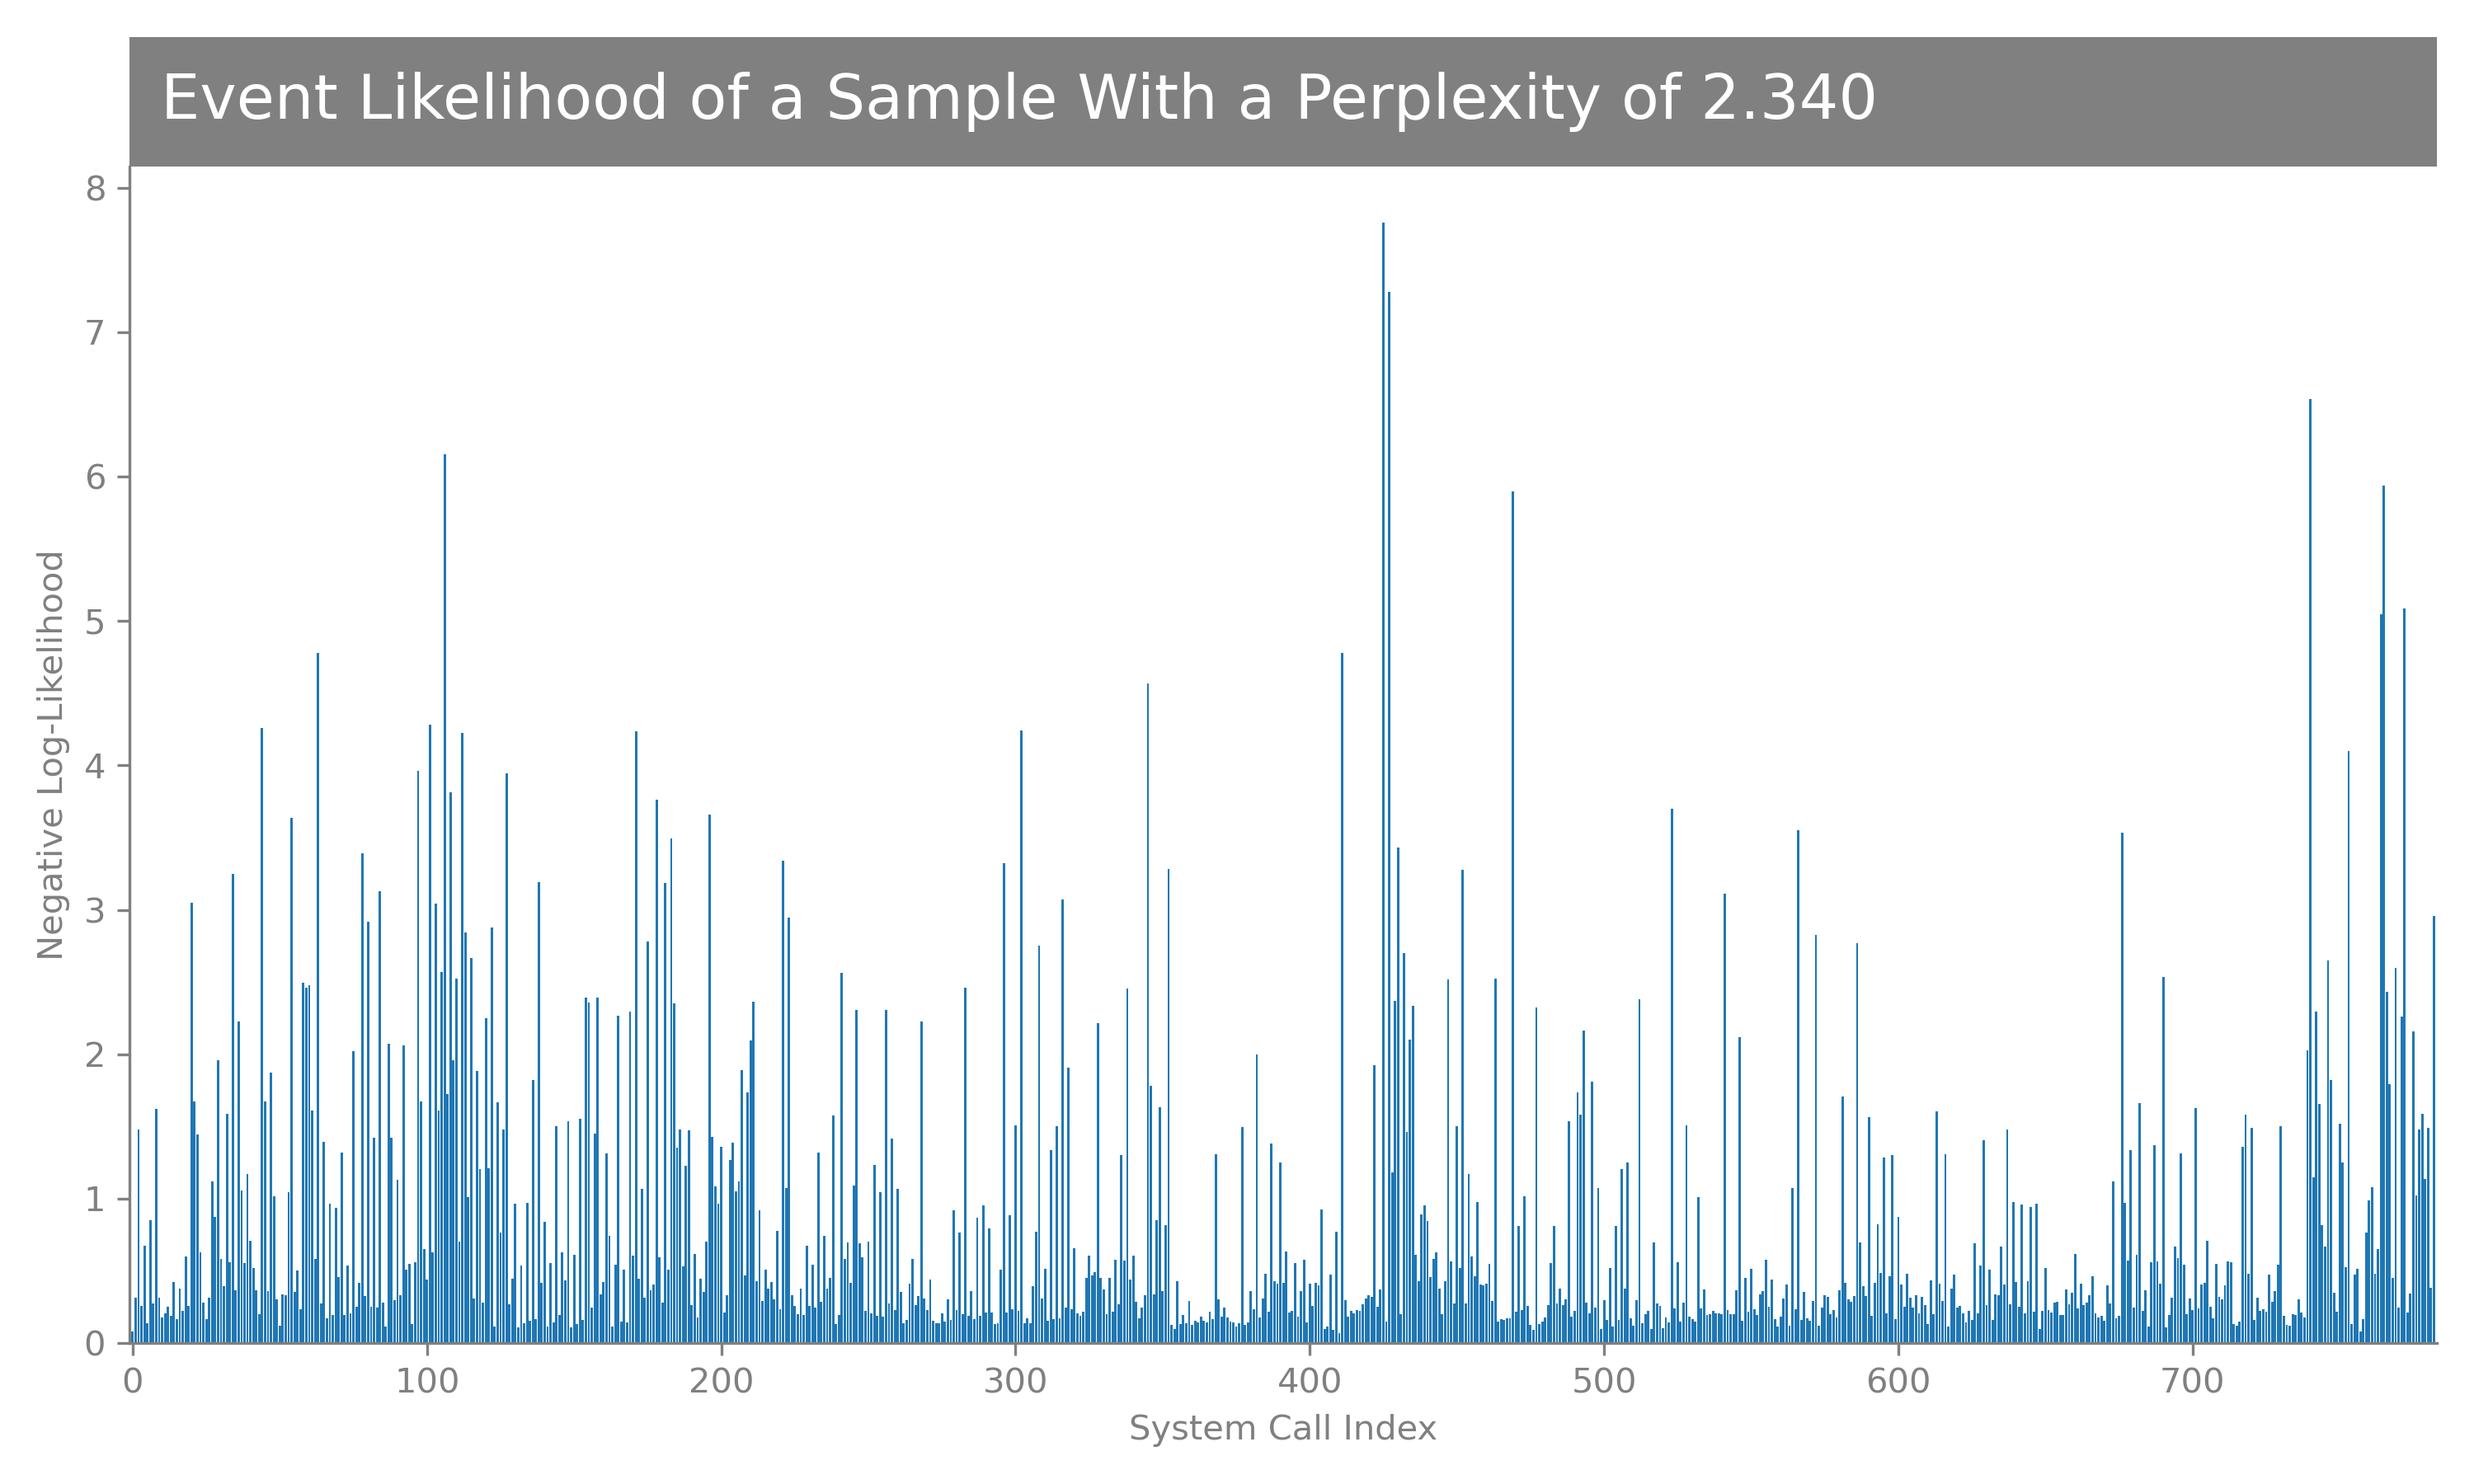 Event Likelihood of a Sample With a Perplexity of 2.340
8
7
6
5
4
3
2
1
0
Negative Log-Likelihood
0 100 200 300 400 500 600 700
System Call Index